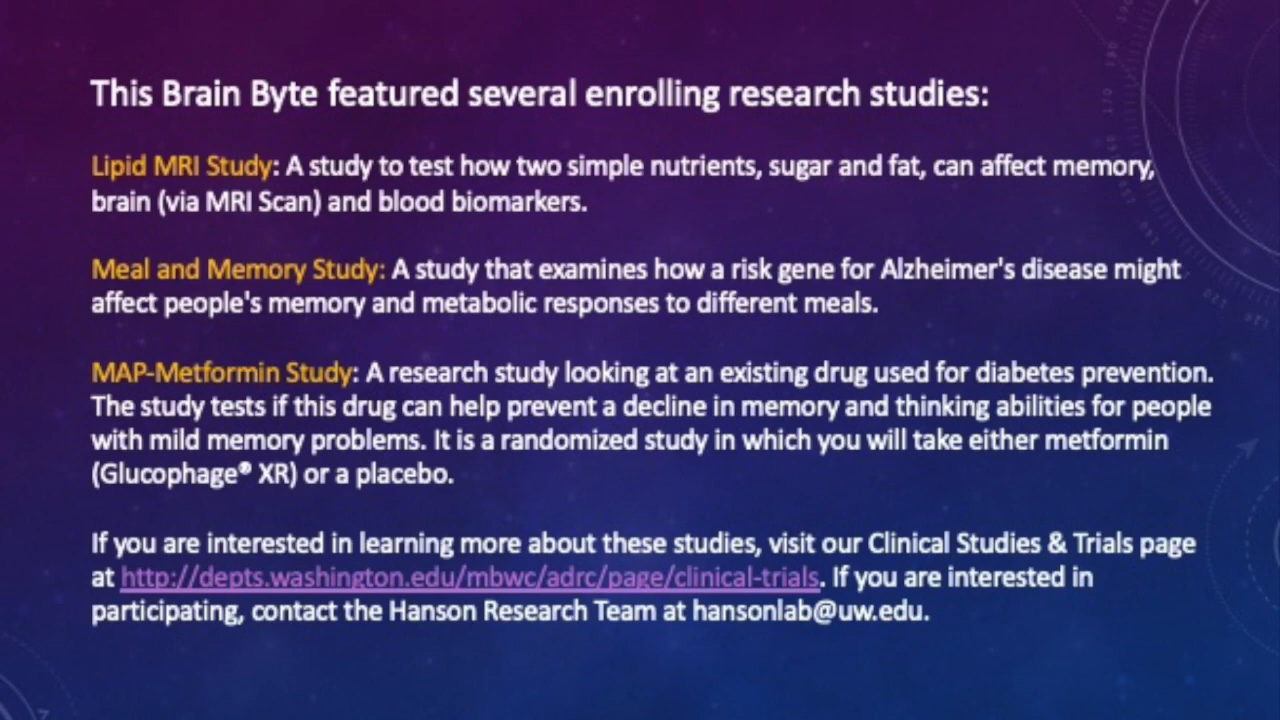 This Brain Byte featured several enrolling research studies:
Lipid MRI Study: A study to test how two simple nutrients, sugar and fat, can affect memory,
brain (via MRI Scan) and blood biomarkers.
Meal and Memory Study: A study that examines how a risk gene for Alzheimer's disease might
affect people's memory and metabolic responses to different meals.
MAP-Metformin Study: A research study looking at an existing drug used for diabetes prevention.
The study tests if this drug can help prevent a decline in memory and thinking abilities for people
with mild memory problems. It is a randomized study in which you will take either metformin
(Glucophage® XR) or a placebo.
If you are interested in learning more about these studies, visit our Clinical Studies & Trials page
at http://depts.washington.edu/mbwc/adrc/page/clinical-trials. If you are interested in
participating, contact the Hanson Research Team at hansonlab@uw.edu.